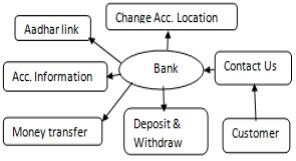 Change Acc. Location
Aadhar link
Bank
Contact Us
Acc. Information
Money transfer
Deposit &
Withdraw
Customer